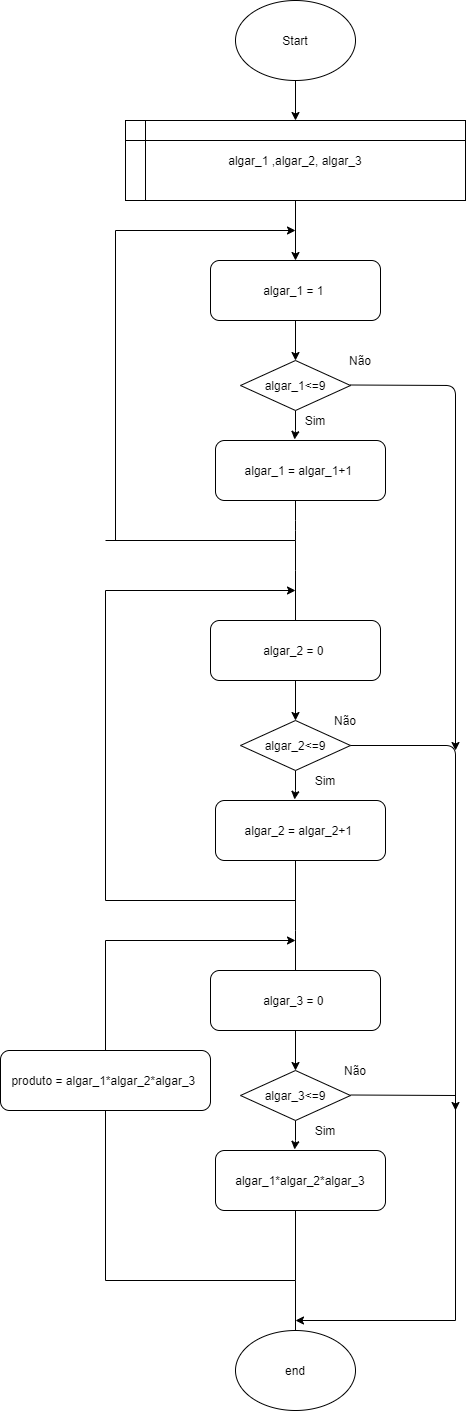 Start
algar_1 ,algar_2, algar_3
algar_1 = 1
Não
algar_1<=9
Sim
algar_1 = algar_1+1
algar_2 = 0
Não
algar_2<=9
Sim
algar_2 = algar_2+1
algar_3 = 0
Não
produto = algar_1*algar_2*algar_3
algar_3<=9
Sim
algar_1*algar_2*algar_3
end